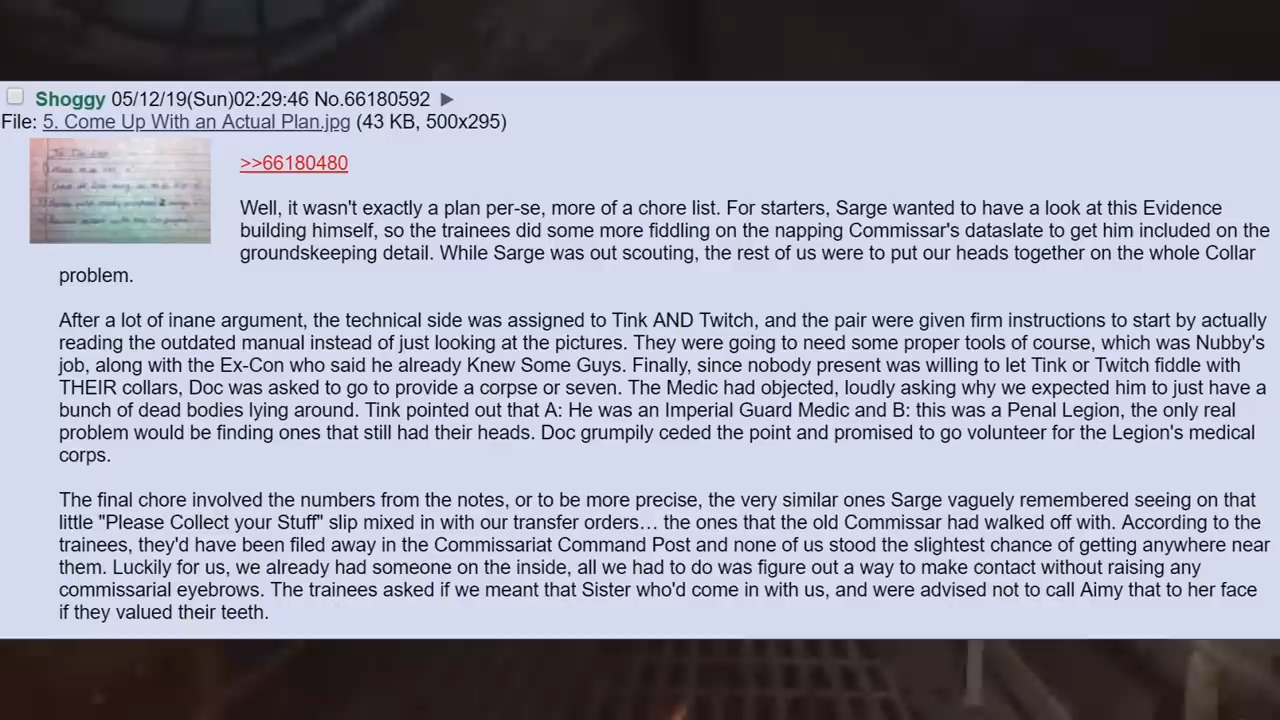 Shoggy 05/12/19(Sun)02:29:46 No.66180592 ▶
File: 5. Come Up With an Actual Plan.jpg (43 KB, 500x295)
>>66180480
Well, it wasn't exactly a plan per-se, more of a chore list. For starters, Sarge wanted to have a look at this Evidence
building himself, so the trainees did some more fiddling on the napping Commissar's dataslate to get him included on the
groundskeeping detail. While Sarge was out scouting, the rest of us were to put our heads together on the whole Collar
problem.
After a lot of inane argument, the technical side was assigned to Tink AND Twitch, and the pair were given firm instructions to start by actually
reading the outdated manual instead of just looking at the pictures. They were going to need some proper tools of course, which was Nubby's
job, along with the Ex-Con who said he already Knew Some Guys. Finally, since nobody present was willing to let Tink or Twitch fiddle with
THEIR collars, Doc was asked to go to provide a corpse or seven. The Medic had objected, loudly asking why we expected him to just have a
bunch of dead bodies lying around. Tink pointed out that A: He was an Imperial Guard Medic and B: this was a Penal Legion, the only real
problem would be finding ones that still had their heads. Doc grumpily ceded the point and promised to go volunteer for the Legion's medical
corps.
The final chore involved the numbers from the notes, or to be more precise, the very similar ones Sarge vaguely remembered seeing on that
little "Please Collect your Stuff" slip mixed in with our transfer orders… the ones that the old Commissar had walked off with. According to the
trainees, they'd have been filed away in the Commissariat Command Post and none of us stood the slightest chance of getting anywhere near
them. Luckily for us, we already had someone on the inside, all we had to do was figure out a way to make contact without raising any
commissarial eyebrows. The trainees asked if we meant that Sister who'd come in with us, and were advised not to call Aimy that to her face
if they valued their teeth.